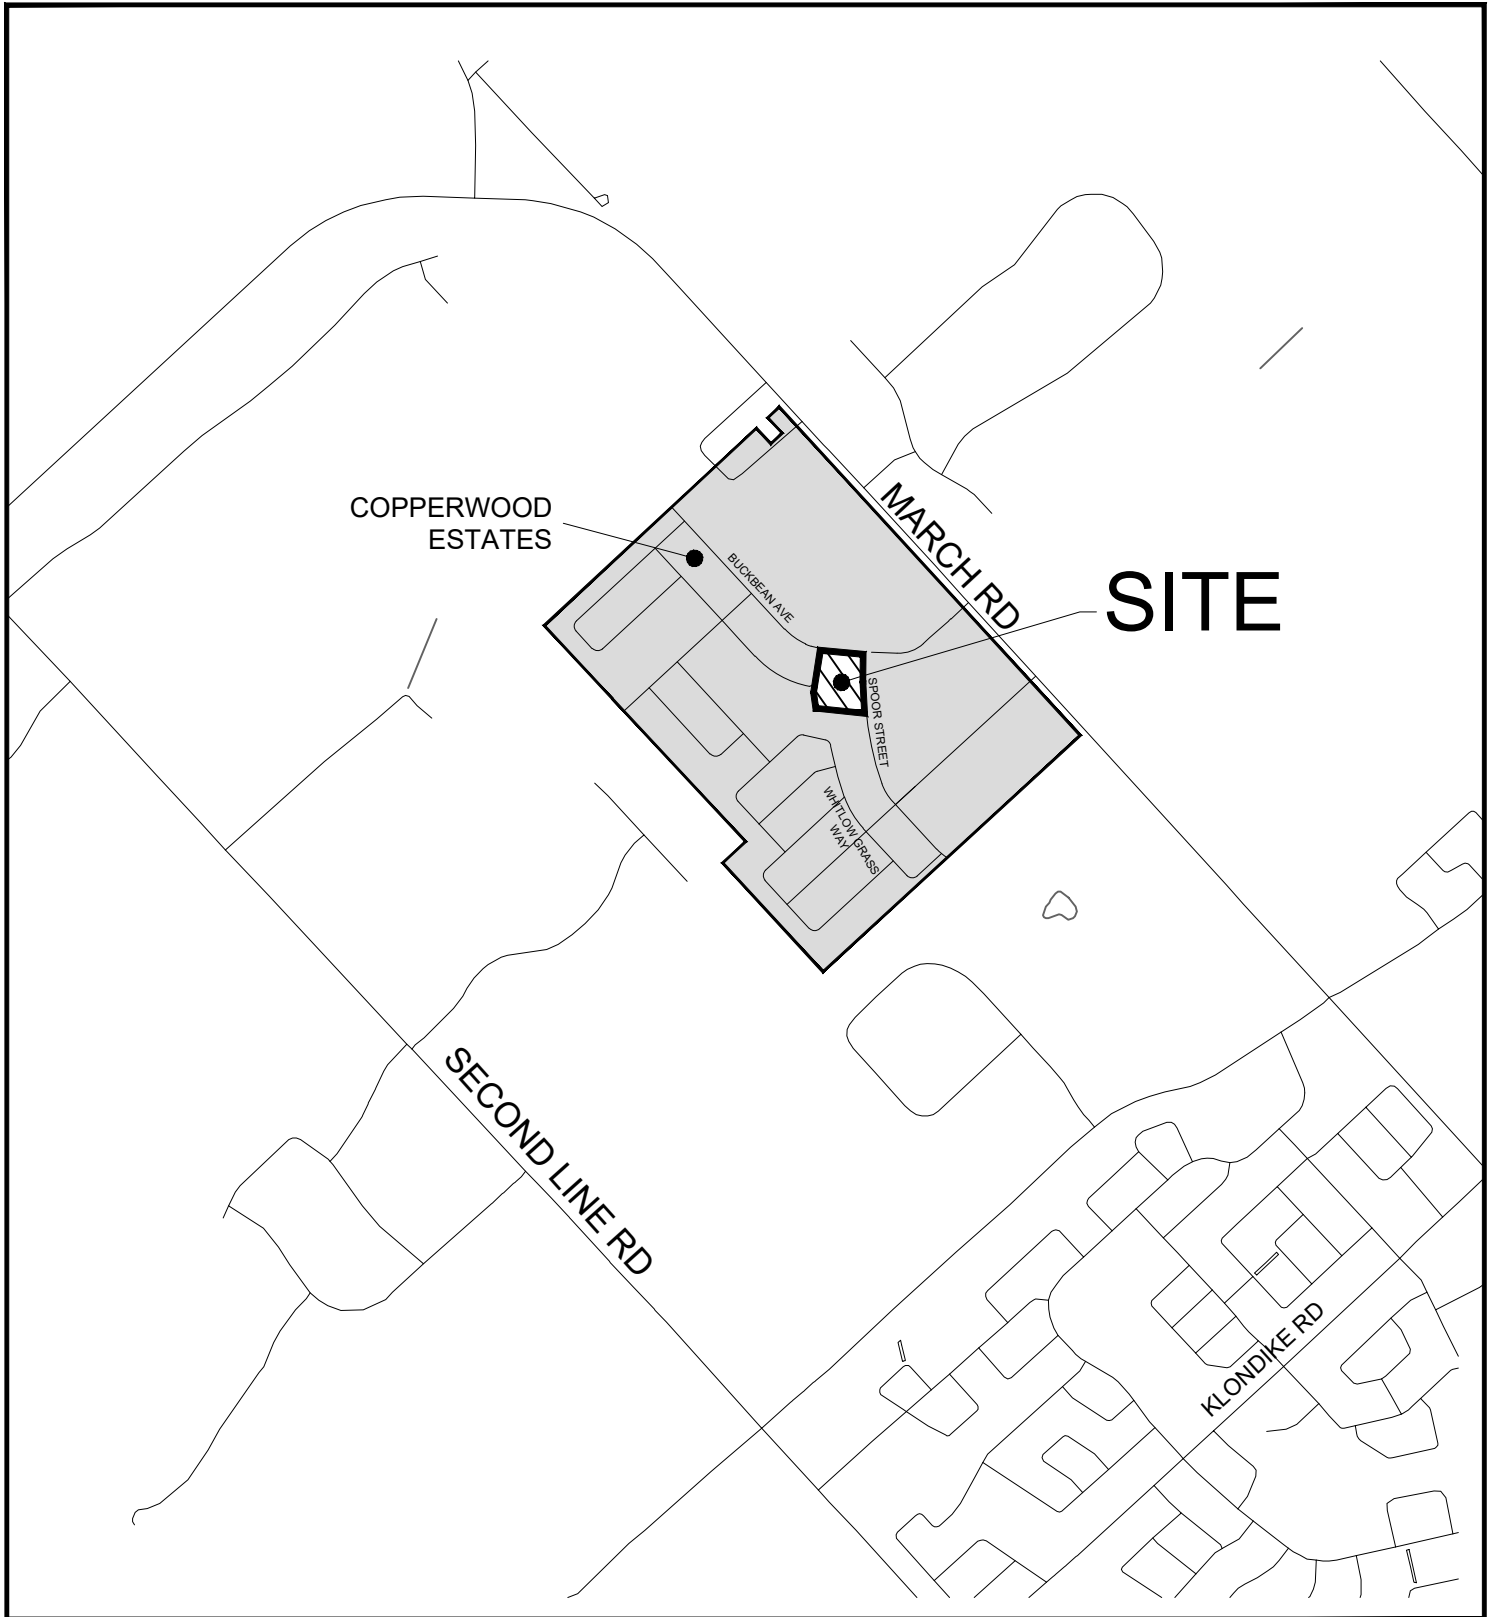 COPPERWOOD
ESTATES
MARCH RD
BUCKBEAN AVE
SITE
SPOOR STREET
WHITLOW GRASS
WAY
SECOND LINE RD
KLONDIKE RD